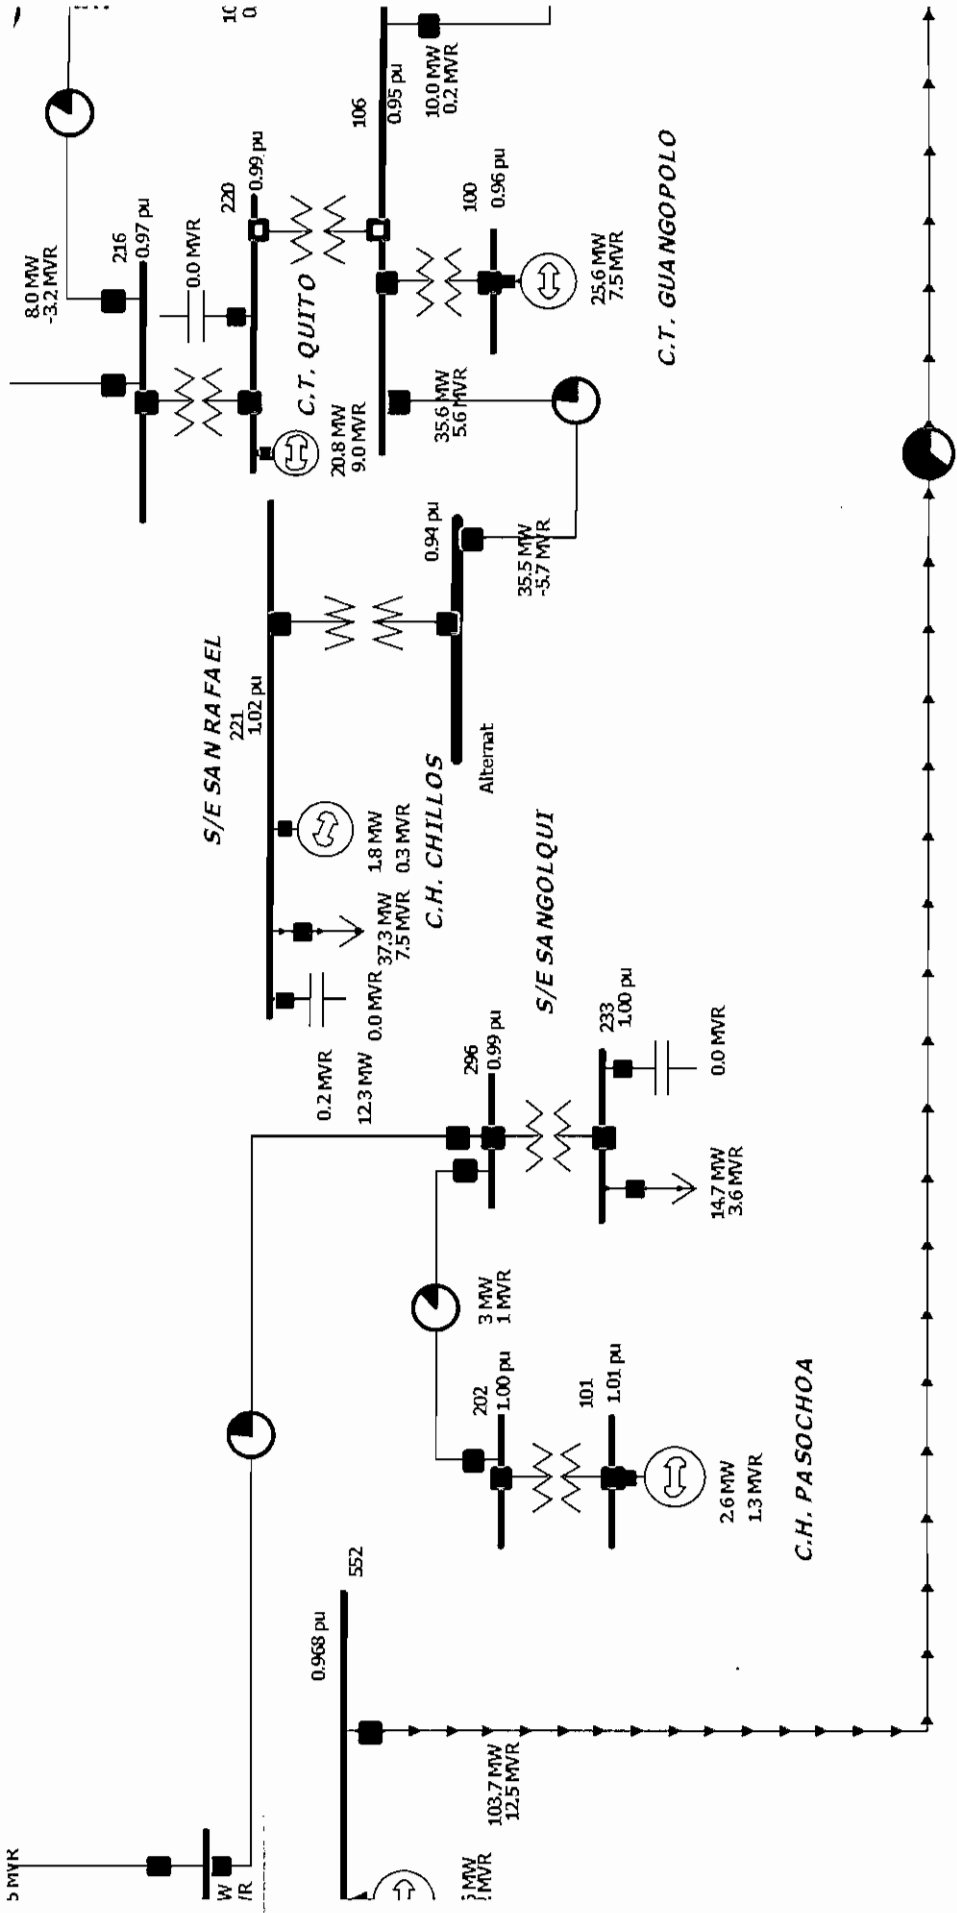 5 MVR
W
/R
MW
MVR
0.968 pu
552
103.7 MW
12.5 MVR
202
1.00 pu
101
1.01 pu
2.6 MW
1.3 MVR
C.H. PASOCHOA
3 MW
1 MVR
0.2 MVR
12.3 MW
296
0.99 pu
S/E SANGOLQUI
233
1.00 pu
0.0 MVR
14.7 MW
3.6 MVR
S/E SAN RAFAEL
221
1.02 pu
0.0 MVR
37.3 MW
7.5 MVR
1.8 MW
0.3 MVR
C.H. CHILLOS
Alternat
0.94 pu
35.5 MW
-5.7 MVR
8.0 MW
-3.2 MVR
216
0.97 pu
0.0 MVR
220
0.99 pu
C.T. QUITO
20.8 MW
9.0 MVR
35.6 MW
5.6 MVR
106
0.95 pu
10.0 MW
0.2 MVR
100
0.96 pu
25.6 MW
7.5 MVR
C.T. GUANGOPOLO